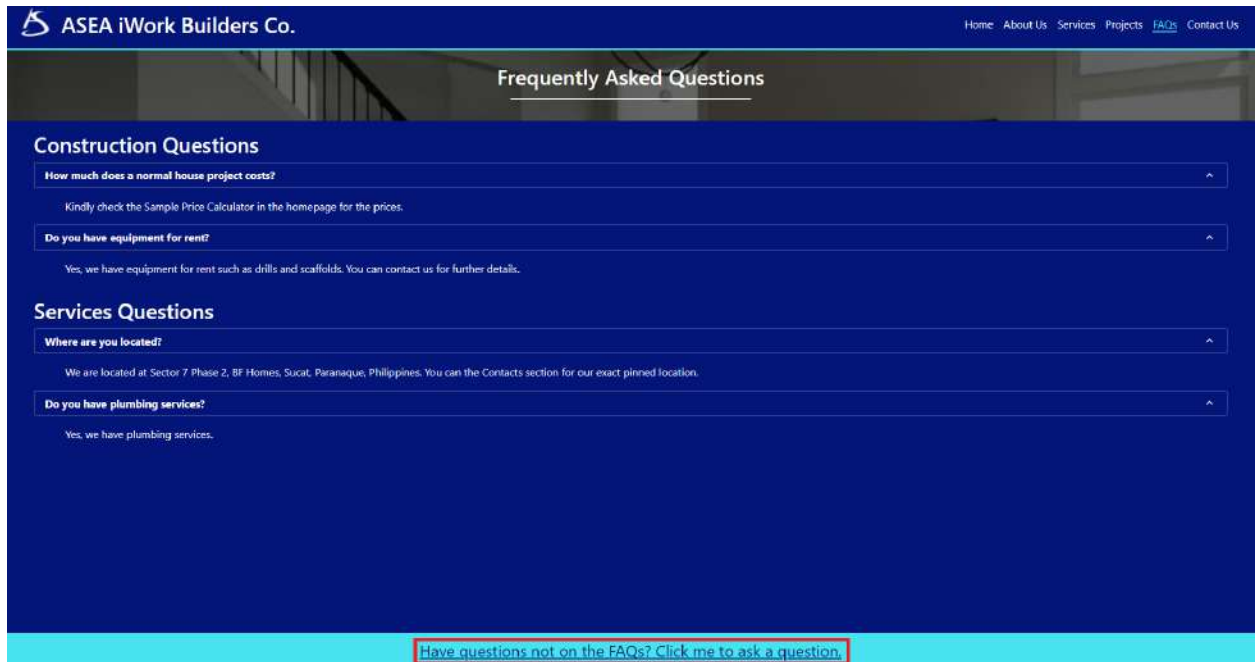 ASEA iWork Builders Co.
Home About Us Services Projects FAQs Contact Us
Frequently Asked Questions
Construction Questions
How much does a normal house project costs?
Kindly check the Sample Price Calculator in the homepage for the prices.
Do you have equipment for rent?
Yes, we have equipment for rent such as drills and scaffolds. You can contact us for further details.
Services Questions
Where are you located?
We are located at Sector 7 Phase 2, BF Homes, Sucat, Paranaque, Philippines. You can the Contacts section for our exact pinned location.
Do you have plumbing services?
Yes, we have plumbing services.
Have questions not on the FAQs? Click me to ask a question.